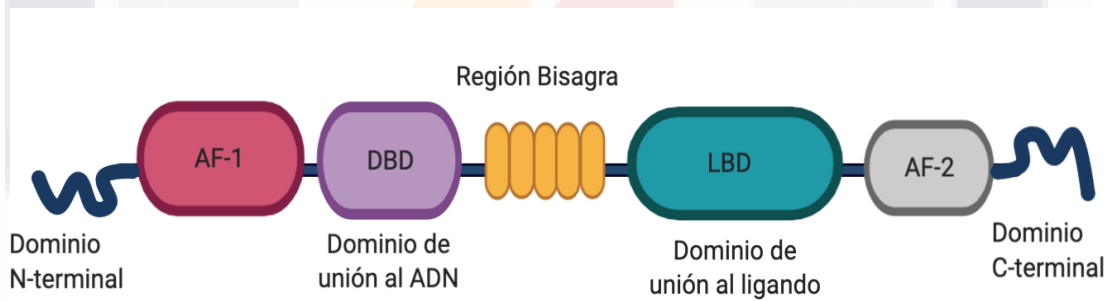 Región Bisagra
AF-1
DBD
LBD
AF-2
Dominio
N-terminal
Dominio de
unión al ADN
Dominio de
unión al ligando
Dominio
C-terminal